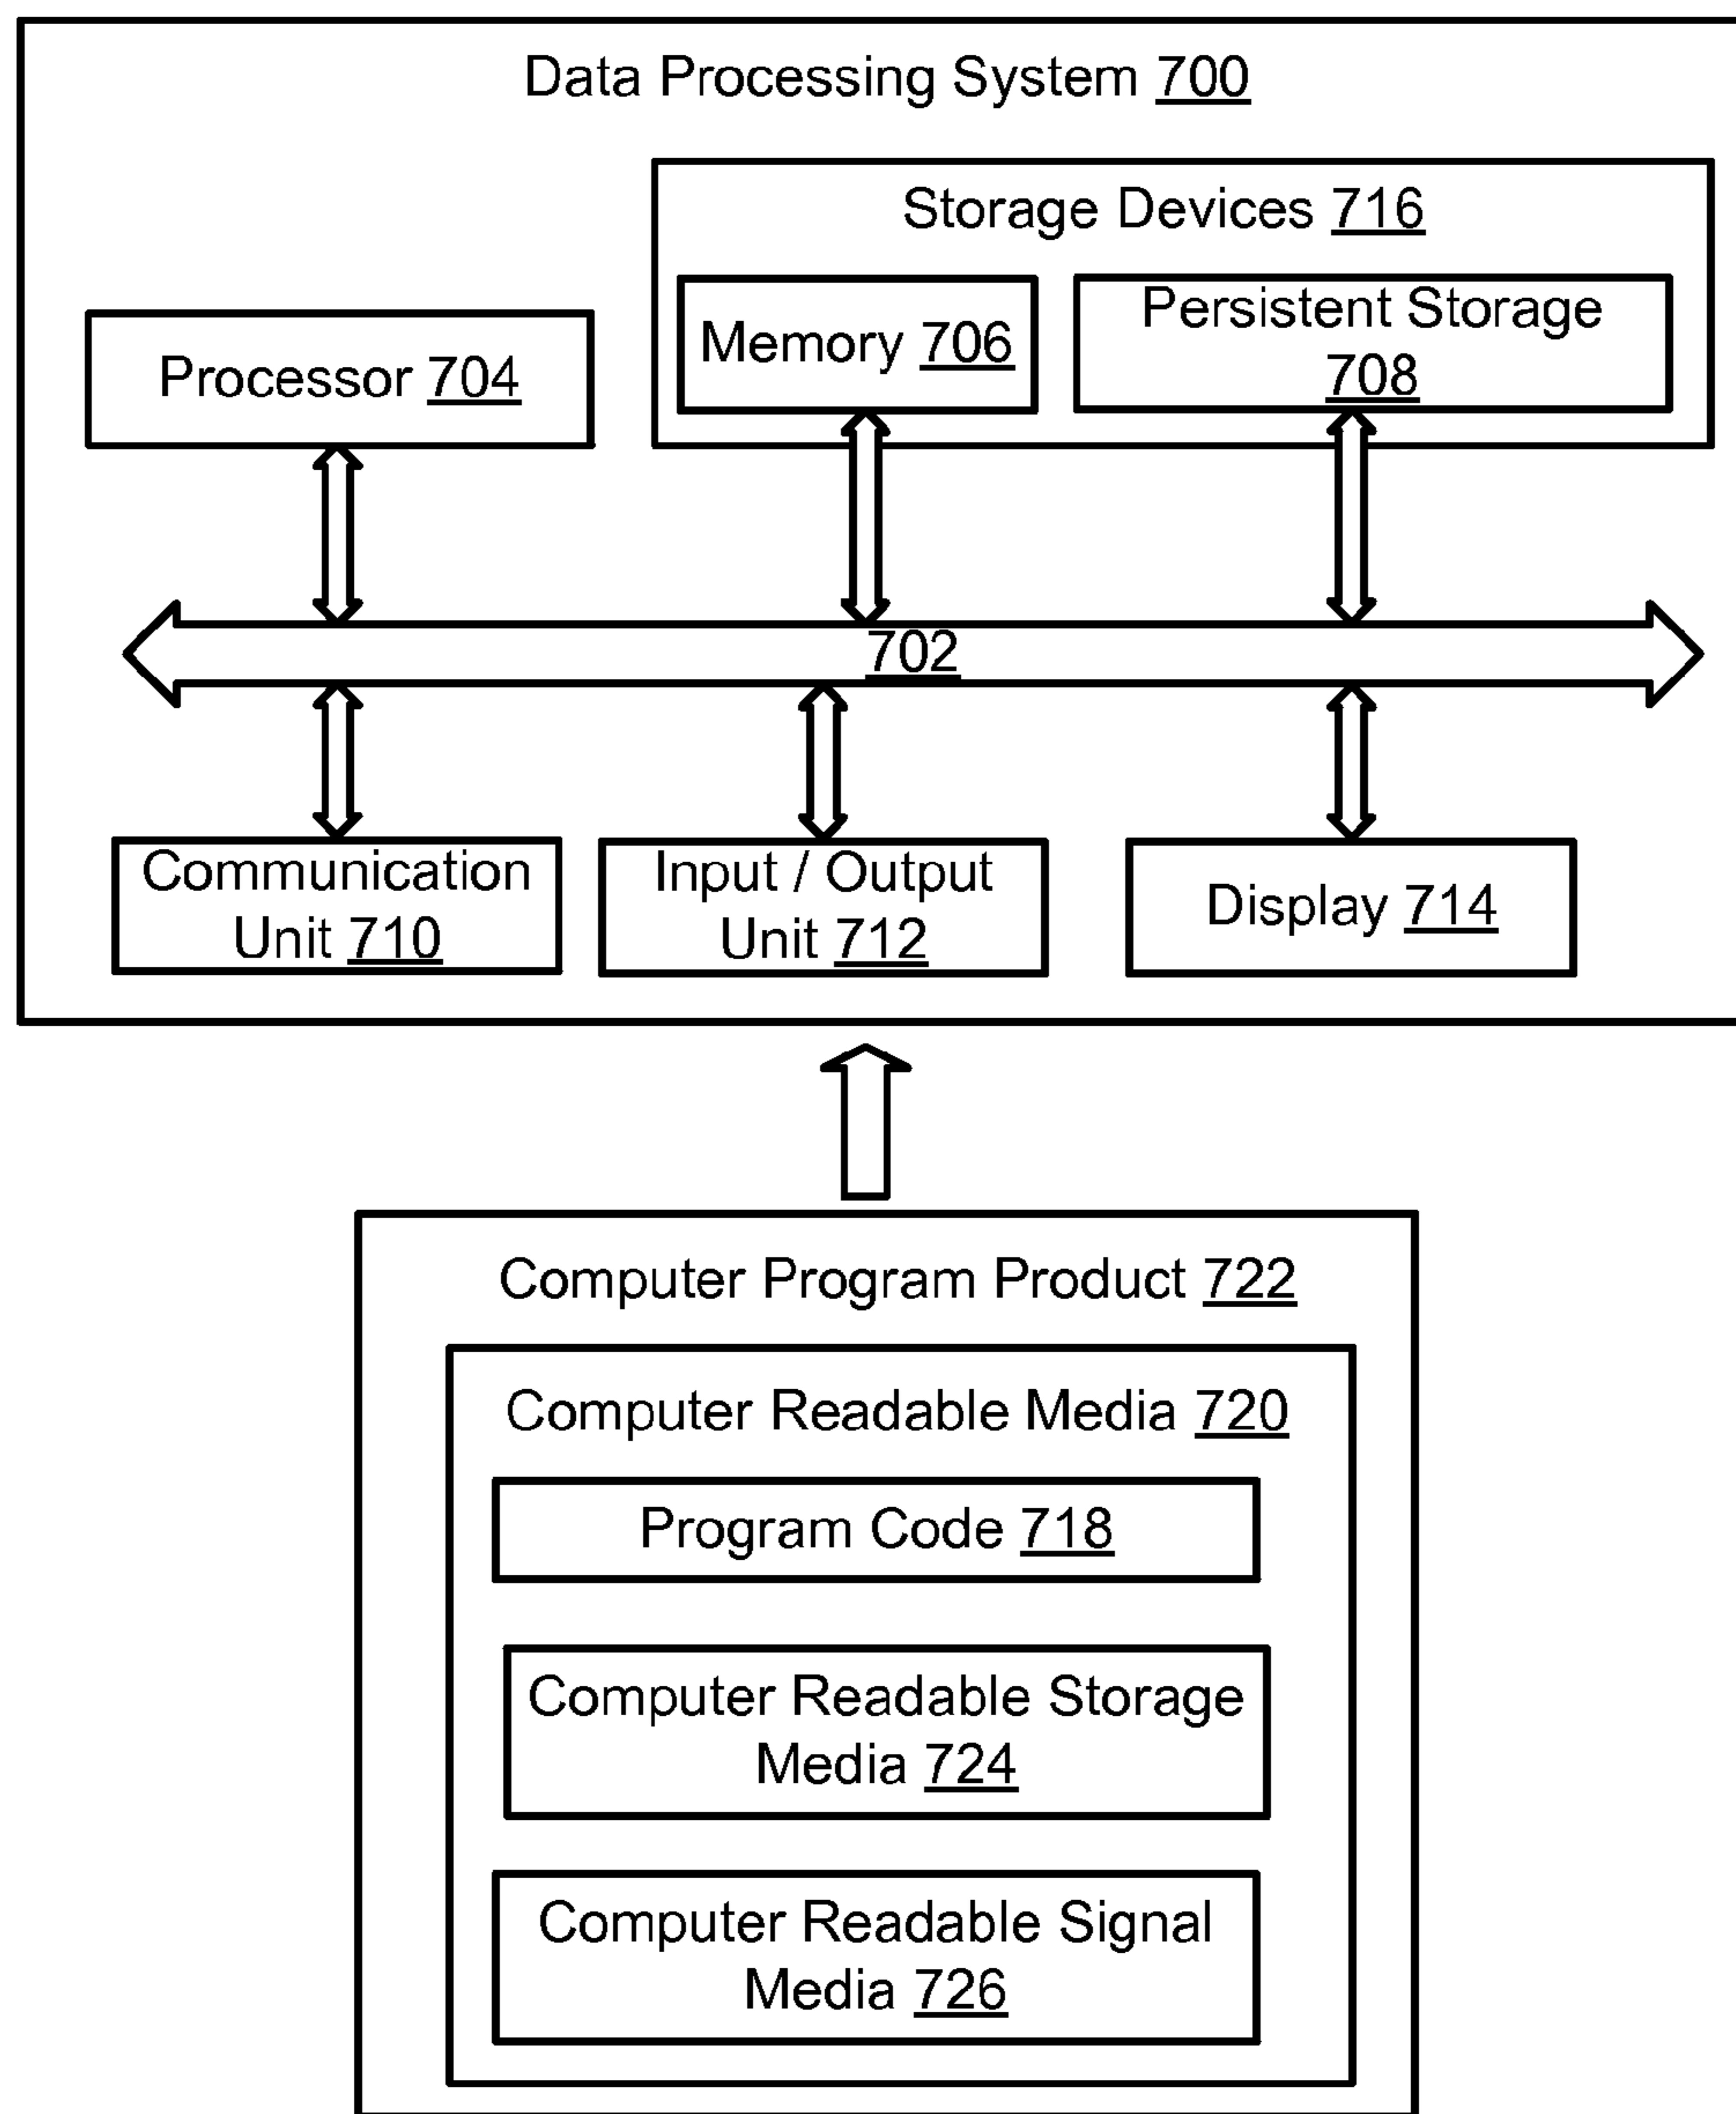 Data Processing System 700
Storage Devices 716
Memory 706
Persistent Storage
708
Processor 704
702
Communication
Unit 710
Input / Output
Unit 712
Display 714
Computer Program Product 722
Computer Readable Media 720
Program Code 718
Computer Readable Storage
Media 724
Computer Readable Signal
Media 726